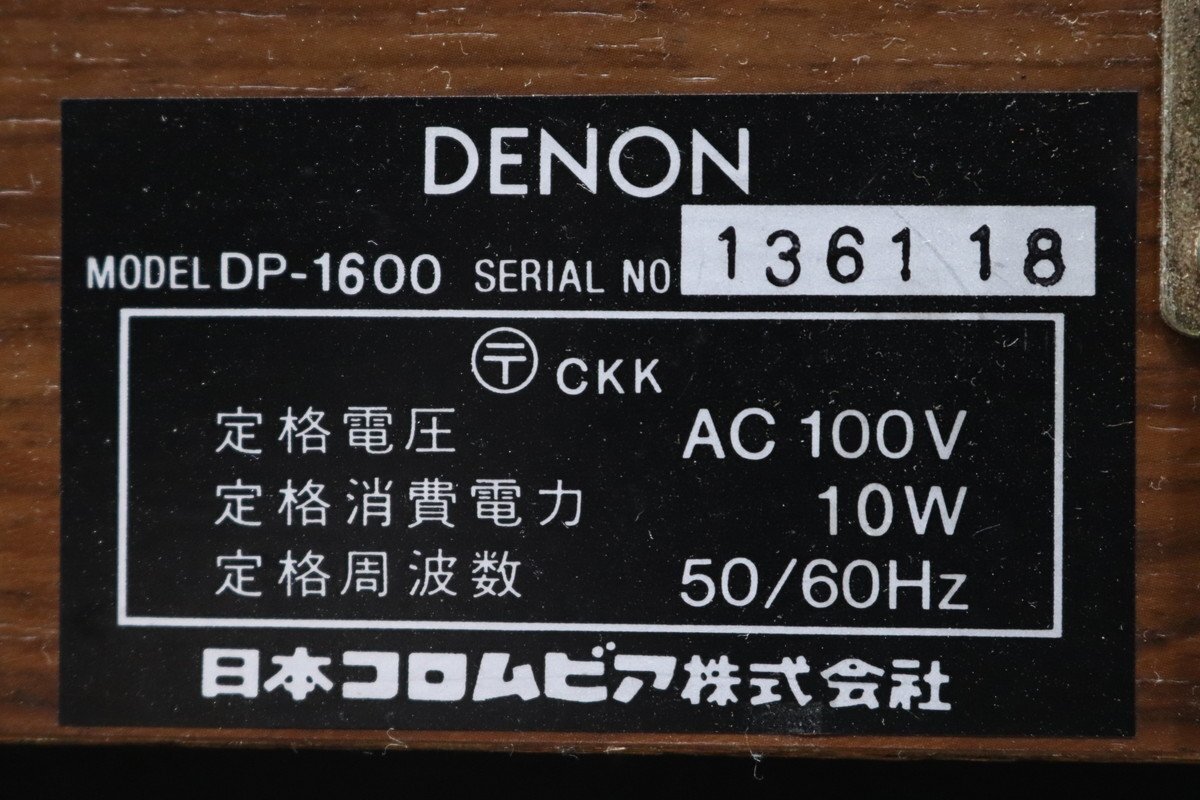 DENON
MODEL DP-1600 SERIAL NO 136118
〒 CKK
定格電圧 AC 100V
定格消費電力 10W
定格周波数 50/60Hz
日本コロムビア株式会社